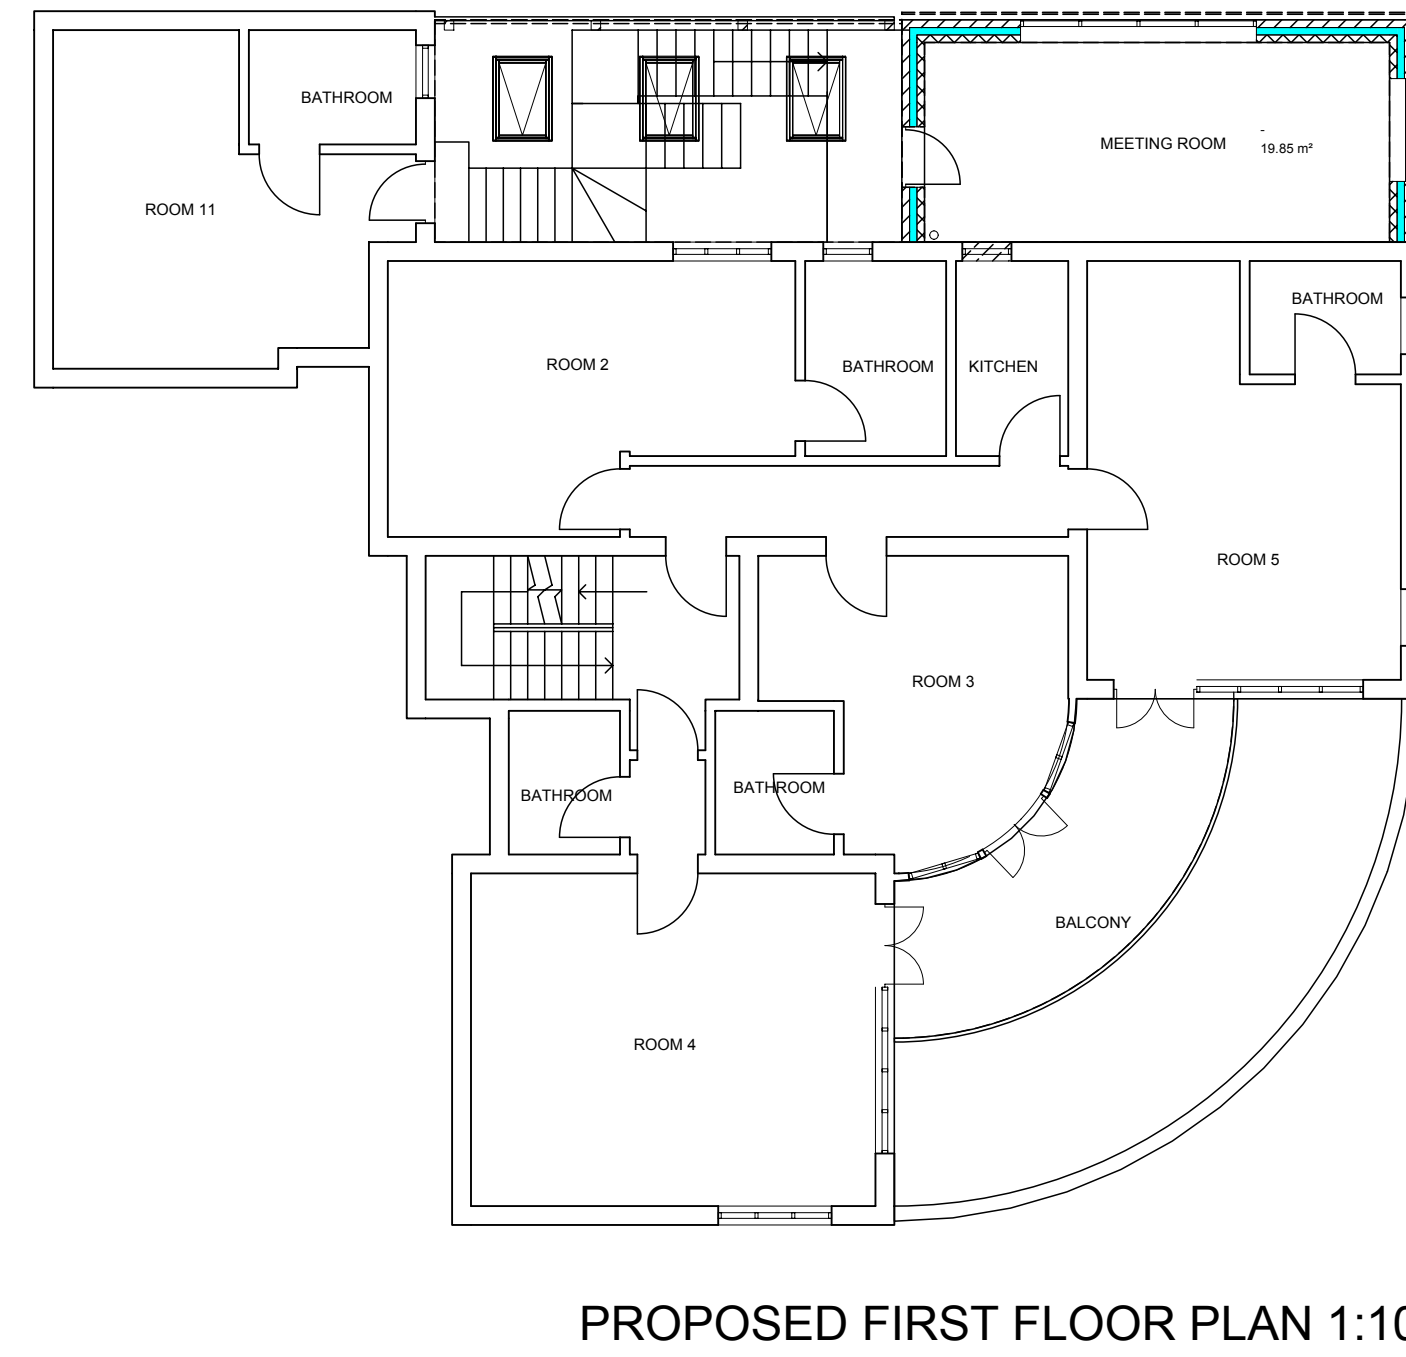 BATHROOM
MEETING ROOM
-
19.85 m²
ROOM 11
BATHROOM
ROOM 2
BATHROOM
KITCHEN
ROOM 5
ROOM 3
BATHROOM
BATHROOM
BALCONY
ROOM 4
PROPOSED FIRST FLOOR PLAN 1:10